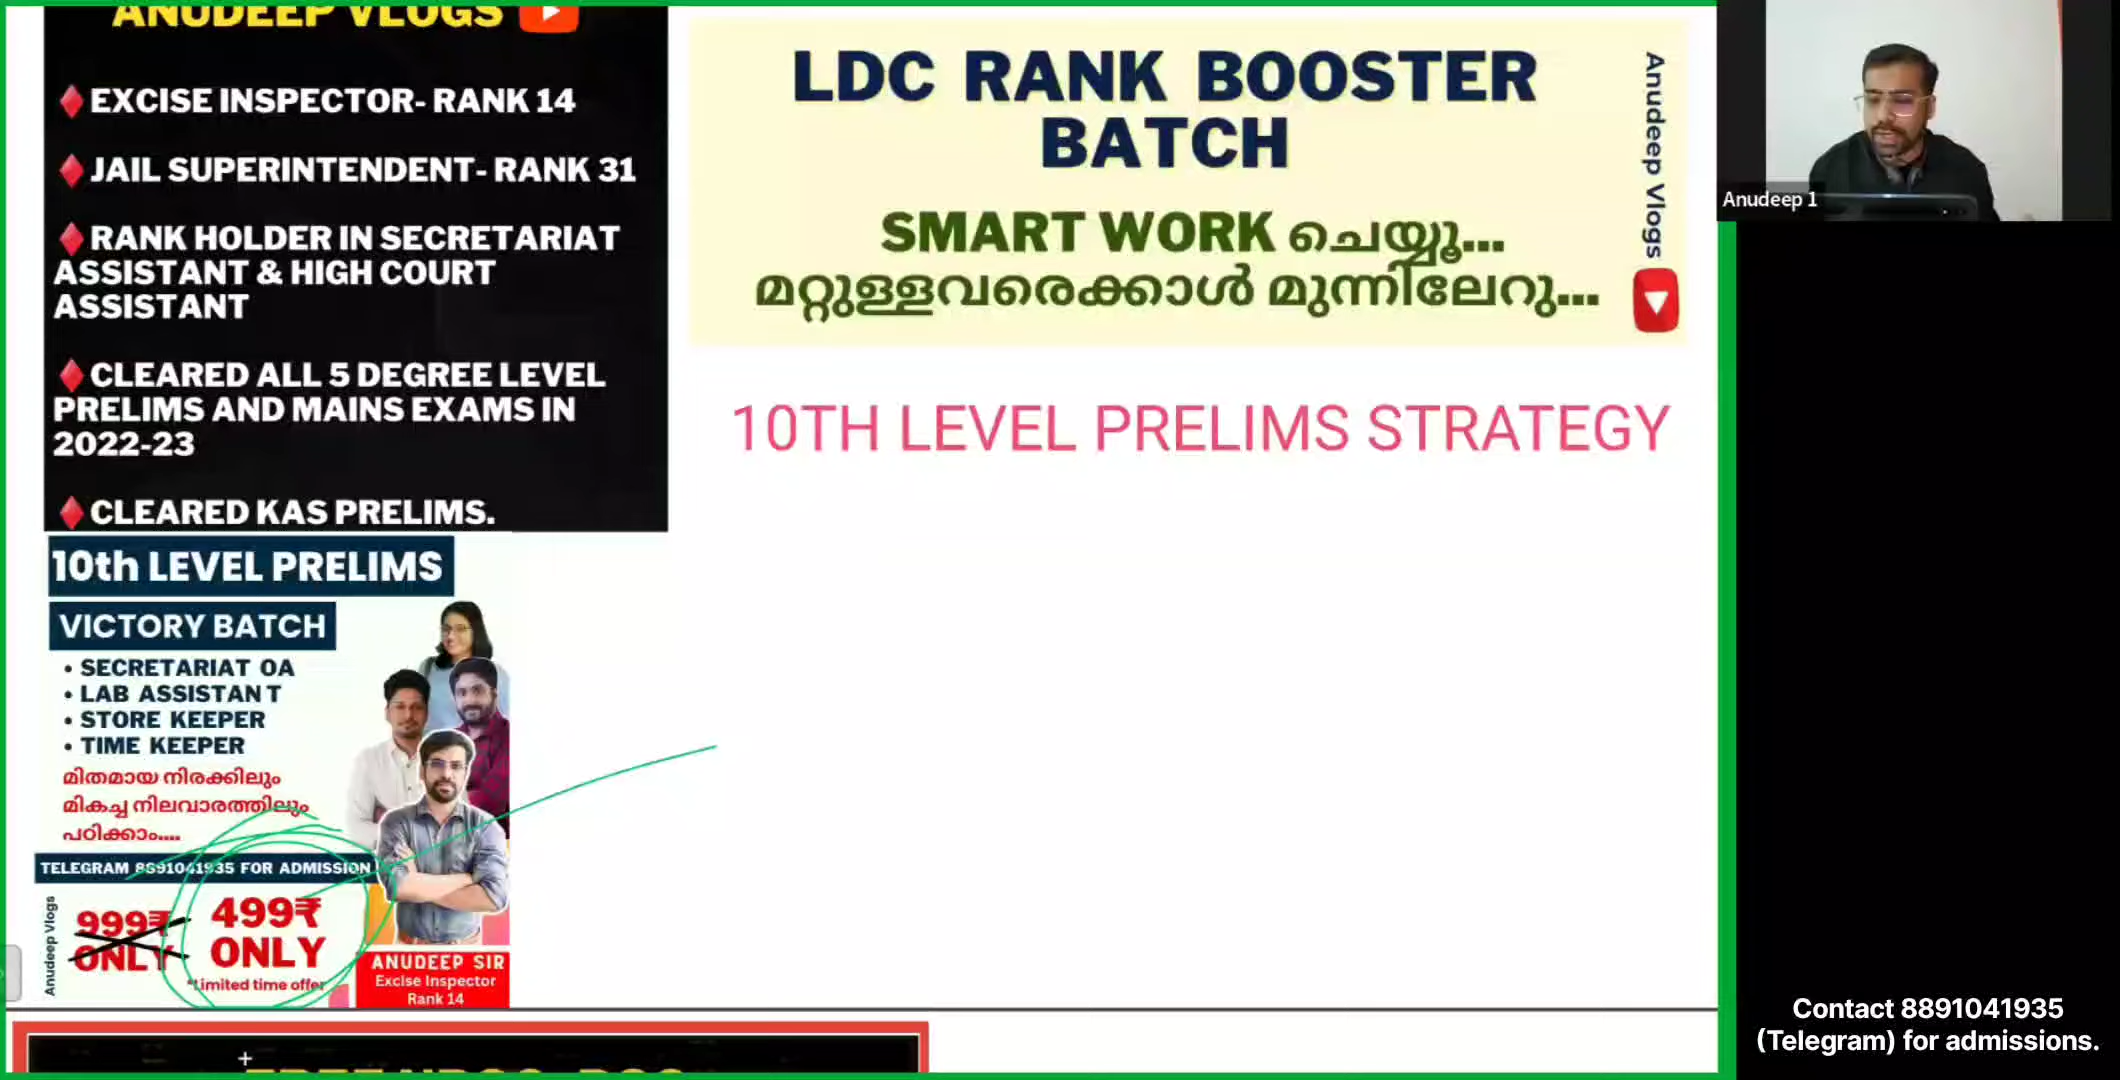 ANUDEEP VLOGS
EXCISE INSPECTOR- RANK 14
JAIL SUPERINTENDENT- RANK 31
RANK HOLDER IN SECRETARIAT
ASSISTANT & HIGH COURT
ASSISTANT
CLEARED ALL 5 DEGREE LEVEL
PRELIMS AND MAINS EXAMS IN
2022-23
CLEARED KAS PRELIMS.
10th LEVEL PRELIMS
VICTORY BATCH
• SECRETARIAT OA
• LAB ASSISTANT
• STORE KEEPER
• TIME KEEPER
മിതമായ നിരക്കിലും
മികച്ച നിലവാരത്തിലും
പഠിക്കാം....
TELEGRAM 8891041935 FOR ADMISSION
Anudeep Vlogs
999₹
ONLY
499₹
ONLY
*Limited time offer
ANUDEEP SIR
Excise Inspector
Rank 14
LDC RANK BOOSTER
BATCH
SMART WORK ചെയ്യൂ...
മറ്റുള്ളവരെക്കാൾ മുന്നിലേറു...
Anudeep Vlogs
10TH LEVEL PRELIMS STRATEGY
Anudeep 1
Contact 8891041935
(Telegram) for admissions.